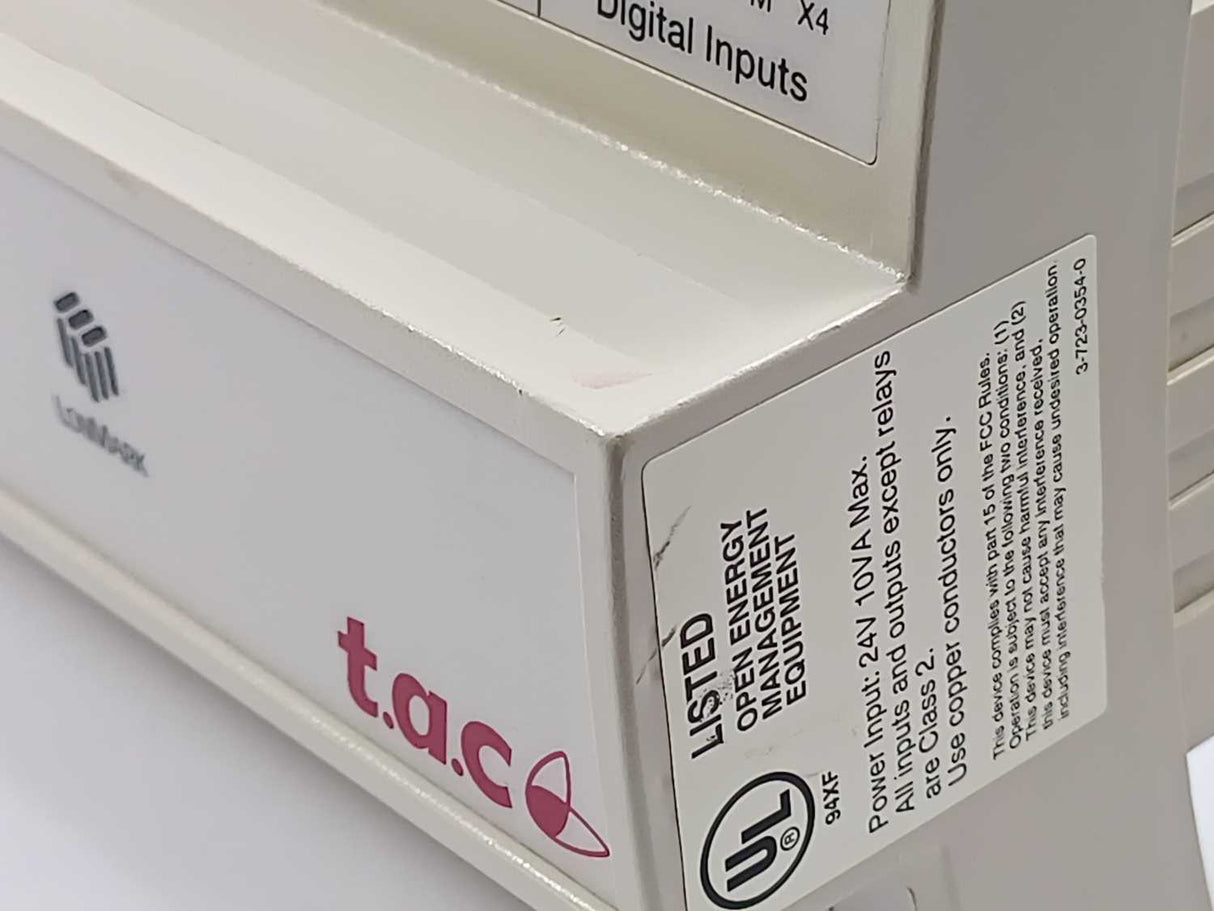 M X4
Digital Inputs
LONMARK
t.a.c
LISTED
OPEN ENERGY
MANAGEMENT
EQUIPMENT
UL ®
94XF
Power Input: 24V 10VA Max.
All inputs and outputs except relays
are Class 2.
Use copper conductors only.
This device complies with part 15 of the FCC Rules.
Operation is subject to the following two conditions: (1)
This device may not cause harmful interference, and (2)
this device must accept any interference received,
including interference that may cause undesired operation.
3-723-0354-0